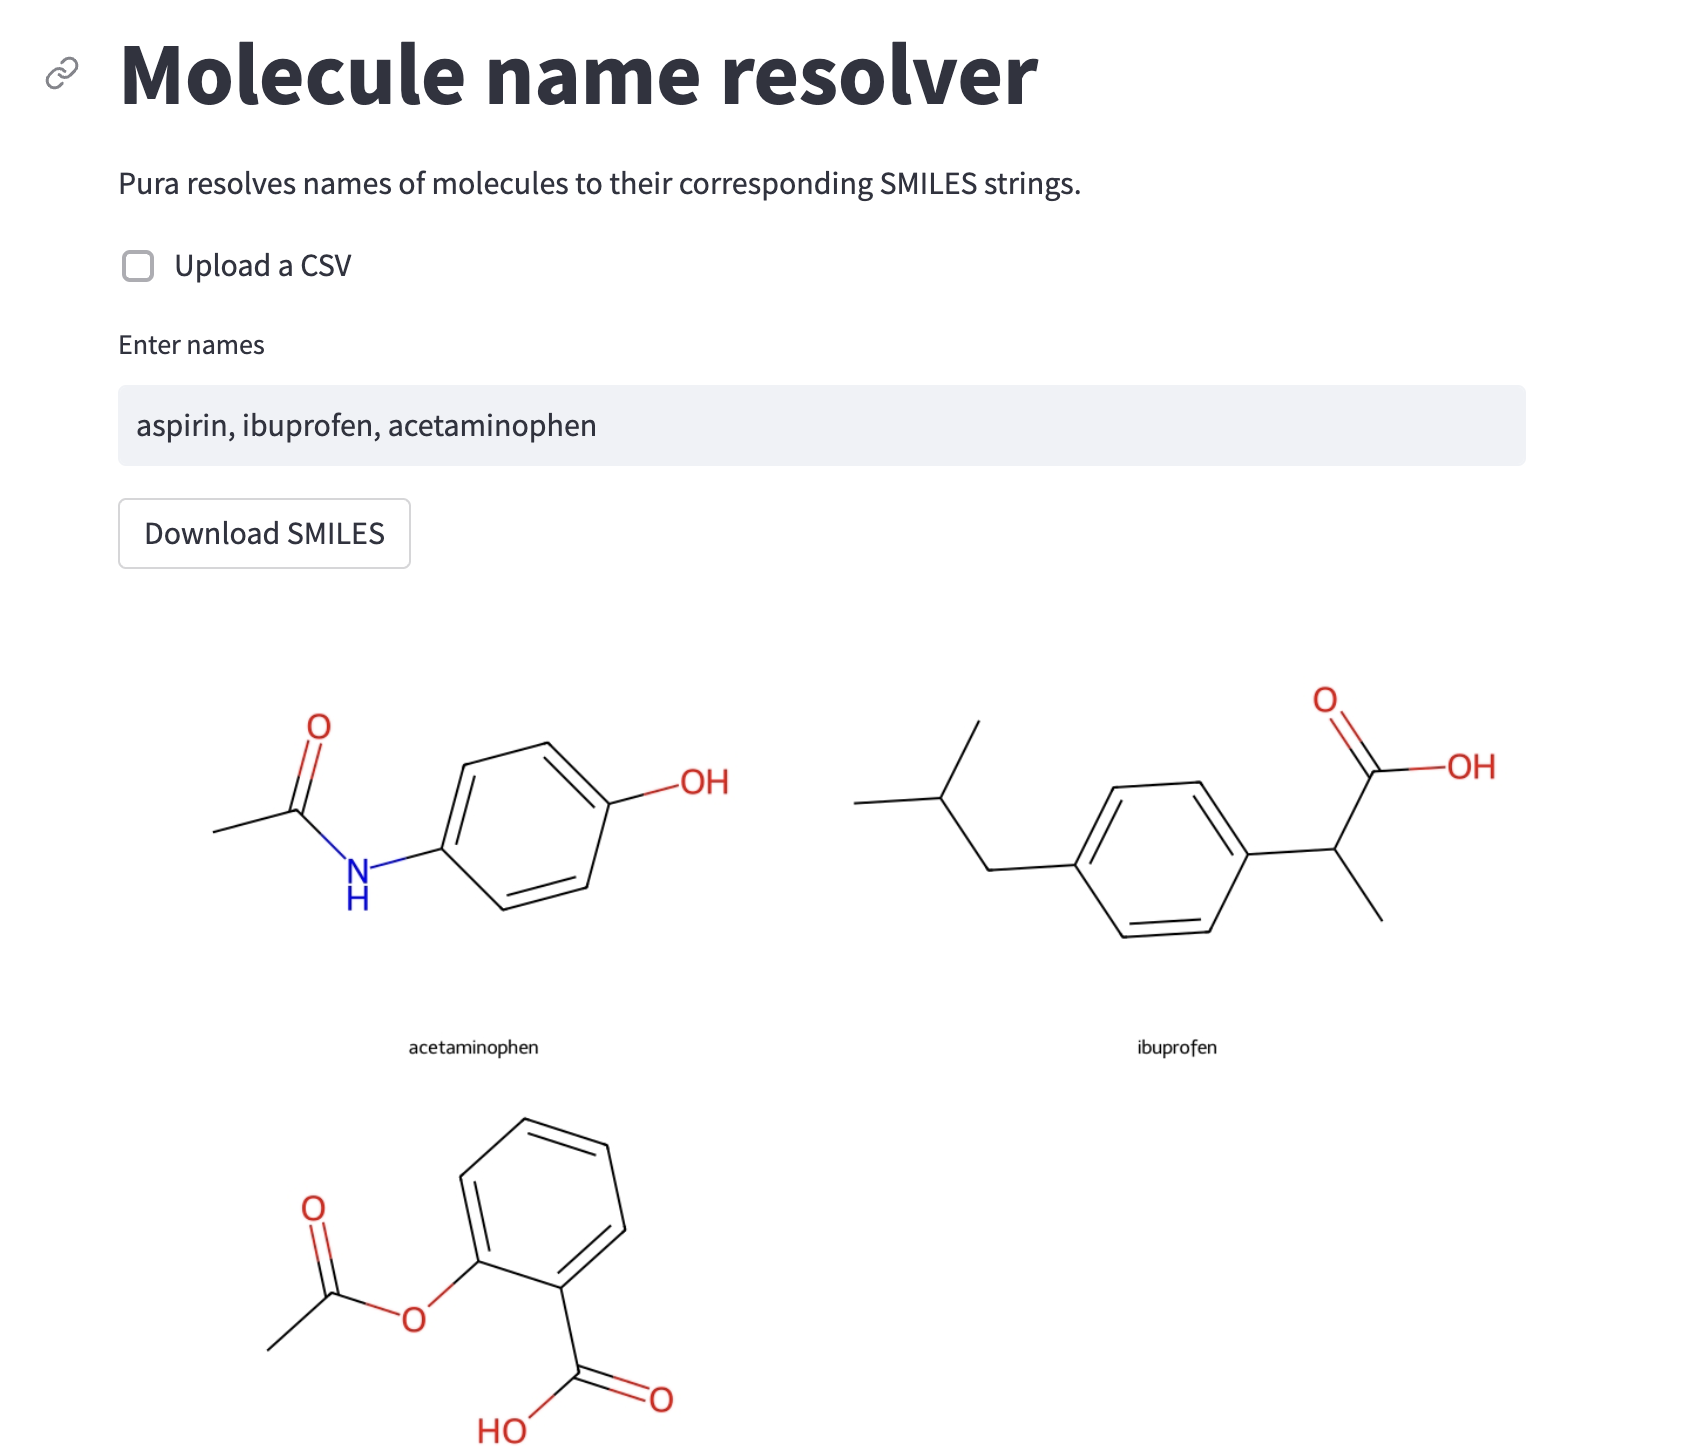 Molecule name resolver
Pura resolves names of molecules to their corresponding SMILES strings.
Upload a CSV
Enter names
aspirin, ibuprofen, acetaminophen
Download SMILES
O
OH
N
H
O
OH
acetaminophen
ibuprofen
O
O
O
HO